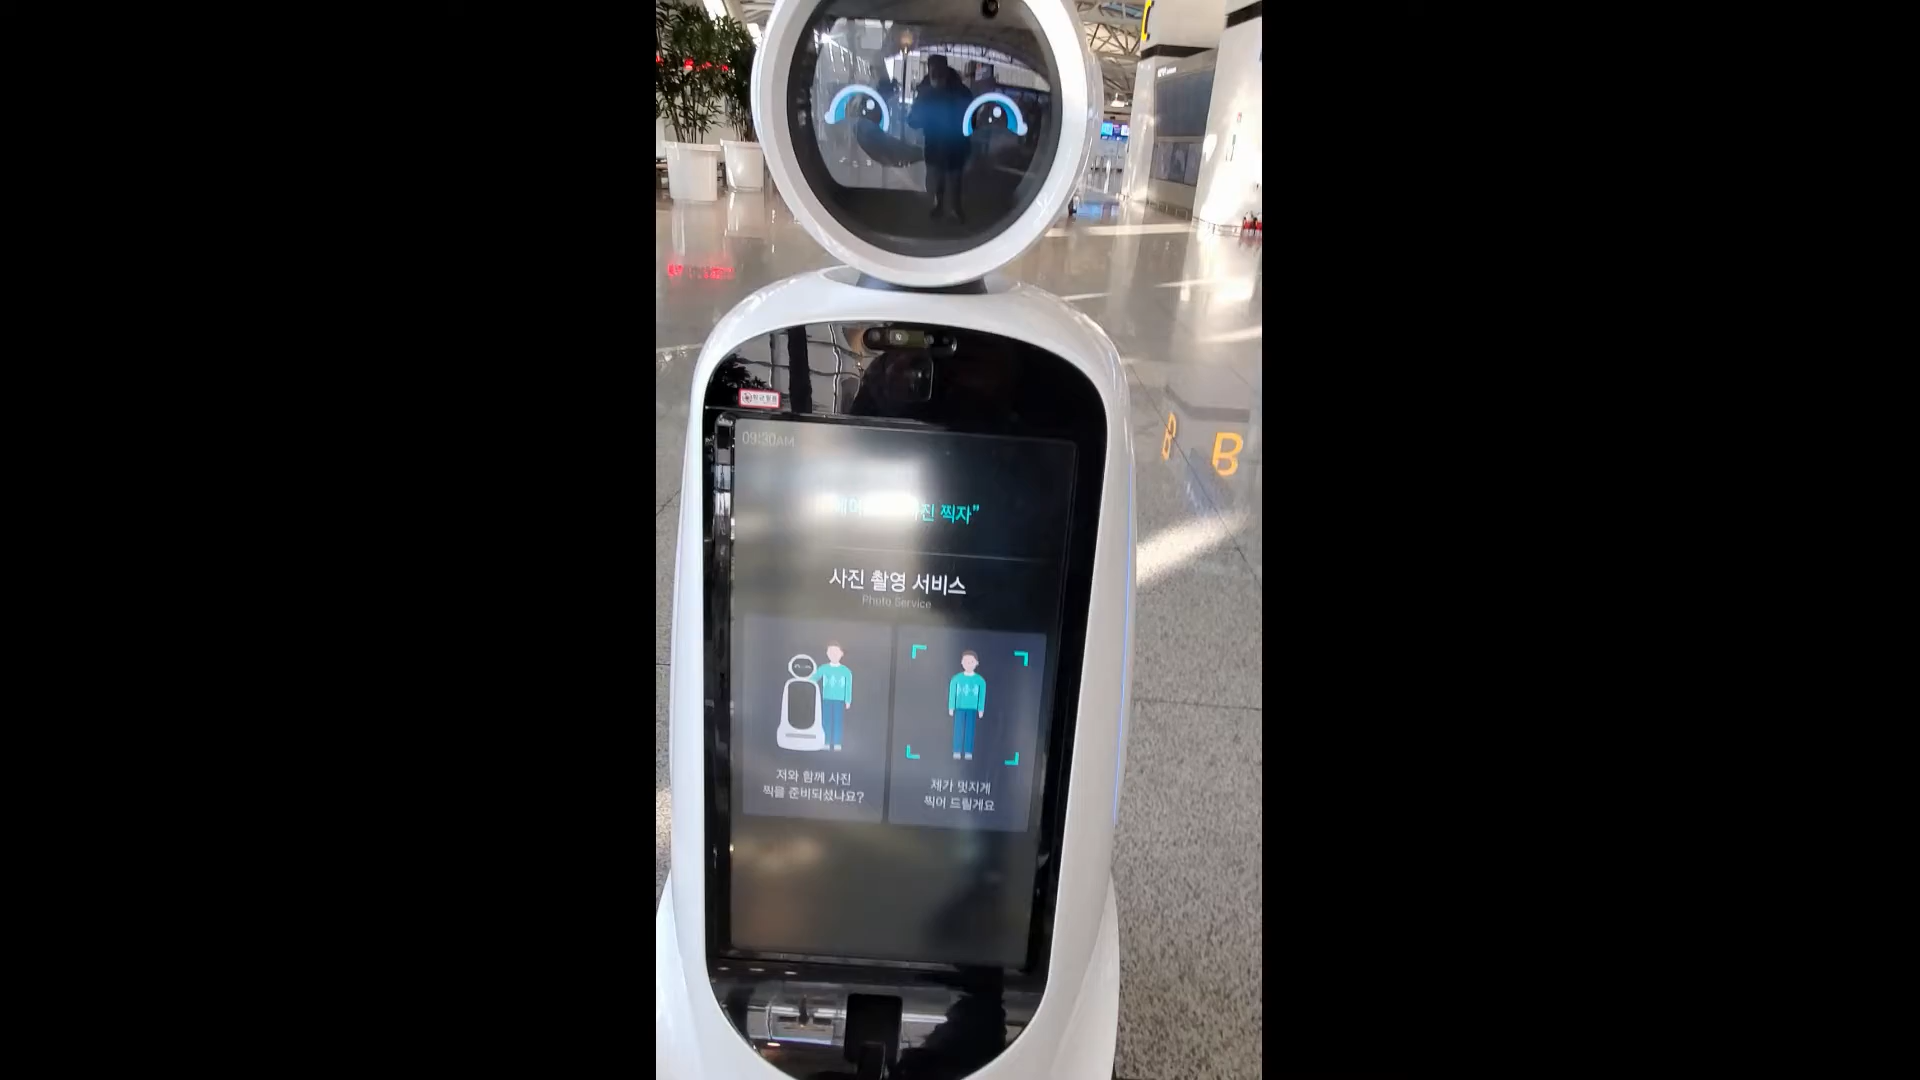 09:30AM
찍자”
사진 촬영 서비스
Photo Service
저와 함께 사진
찍을 준비되셨나요?
제가 멋지게
찍어 드릴게요
B